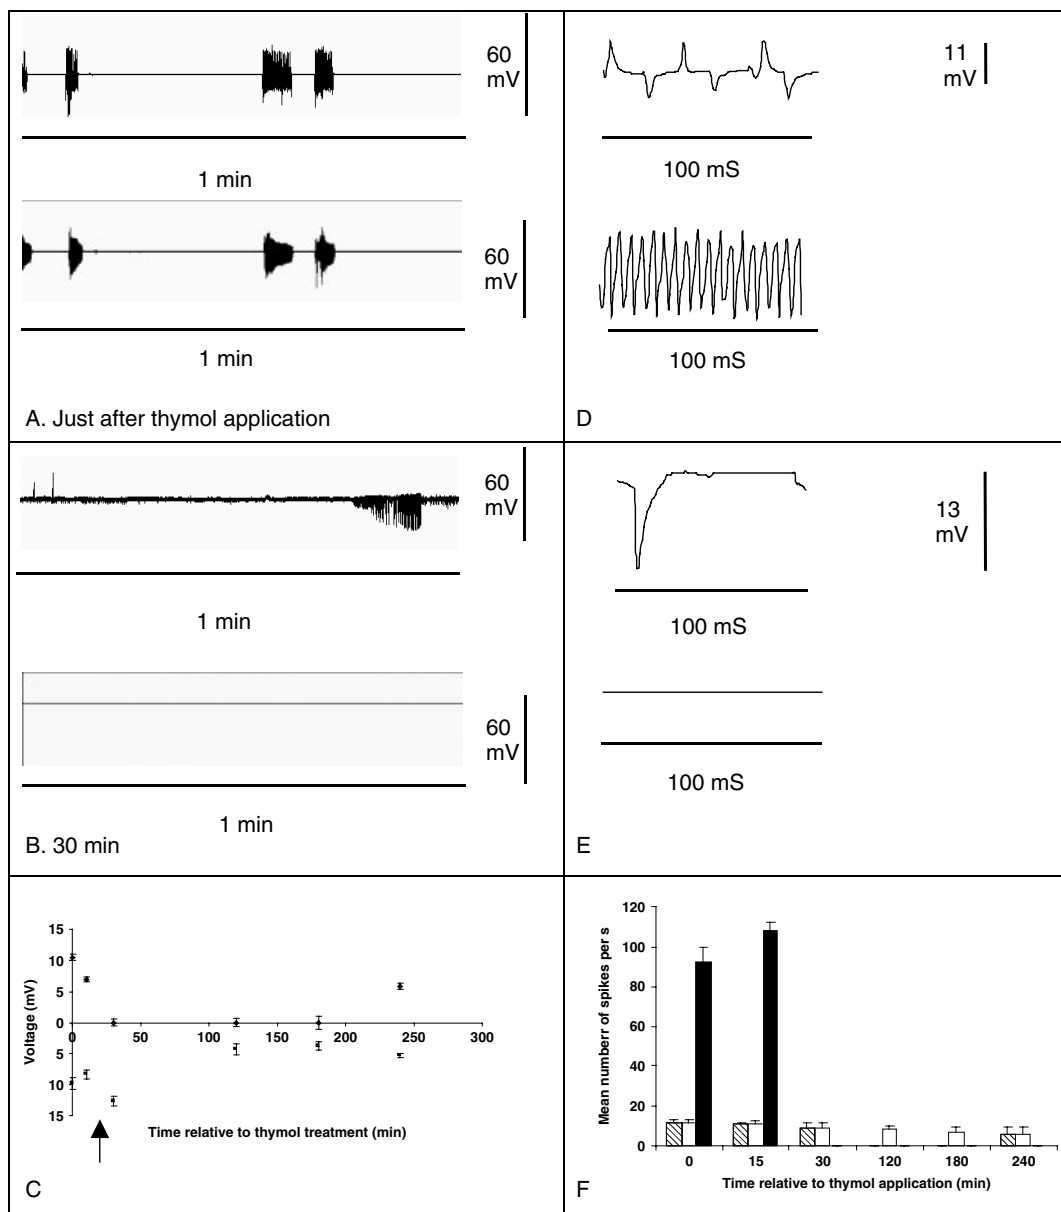 60
mV
1 min
60
mV
1 min
A. Just after thymol application
11
mV
100 mS
100 mS
D
60
mV
1 min
60
mV
1 min
B. 30 min
13
mV
100 mS
100 mS
E
15
10
5
0
5
10
15
Voltage (mV)
0 50 100 150 200 250 300
Time relative to thymol treatment (min)
C
120
100
80
60
40
20
0
Mean numberr of spikes per s
0 15 30 120 180 240
Time relative to thymol application (min)
F